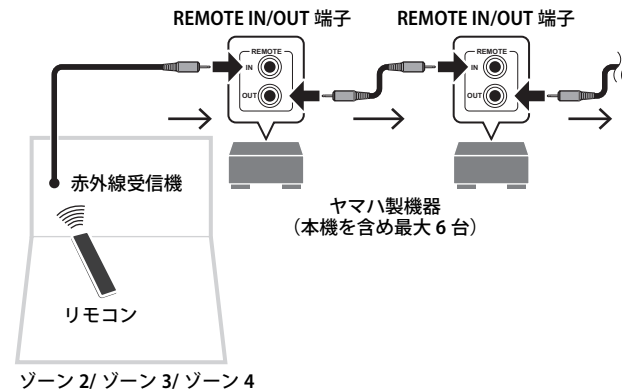 REMOTE IN/OUT 端子
REMOTE IN/OUT 端子
REMOTE
IN
OUT
REMOTE
IN
OUT
赤外線受信機
リモコン
ヤマハ製機器
（本機を含め最大 6 台）
ゾーン 2/ ゾーン 3/ ゾーン 4